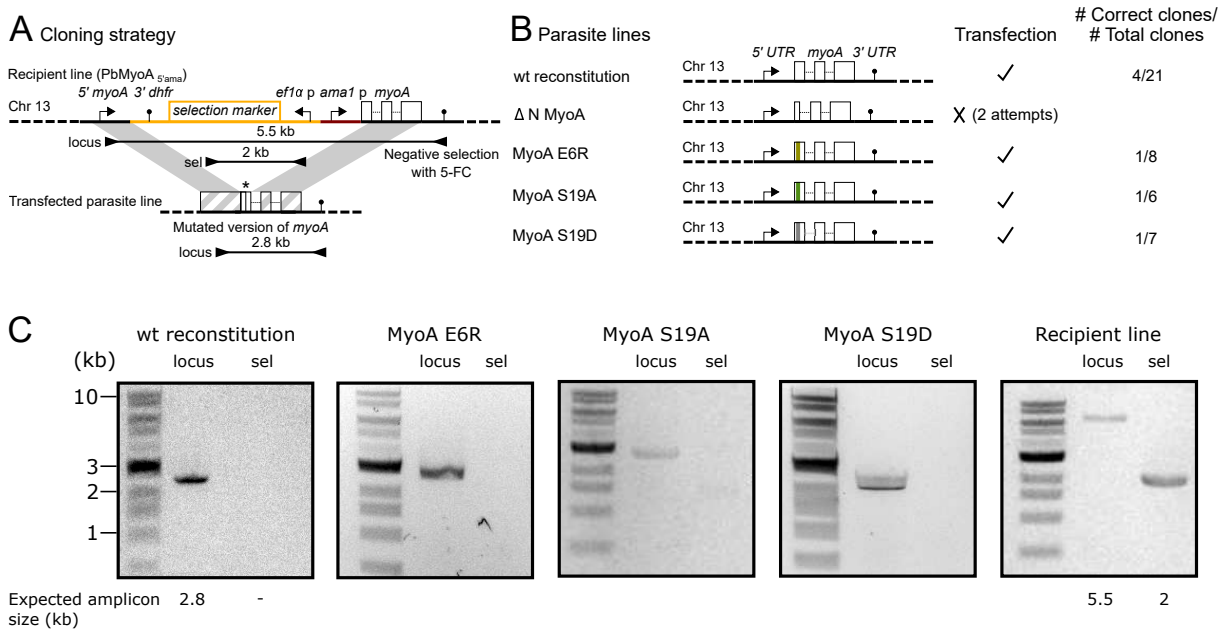 A Cloning strategy
Recipient line (PbMyoA 5'ama)
Chr 13
5' myoA
3' dhfr
selection marker
ef1α p
ama1 p
myoA
5.5 kb
locus
2 kb
sel
Negative selection
with 5-FC
*
Transfected parasite line
Mutated version of myoA
2.8 kb
locus
B Parasite lines
Transfection
# Correct clones/
# Total clones
5' UTR myoA 3' UTR
wt reconstitution Chr 13 ✓ 4/21
Δ N MyoA Chr 13 X (2 attempts)
MyoA E6R Chr 13 ✓ 1/8
MyoA S19A Chr 13 ✓ 1/6
MyoA S19D Chr 13 ✓ 1/7
C
wt reconstitution MyoA E6R MyoA S19A MyoA S19D Recipient line
(kb) locus sel locus sel locus sel locus sel locus sel
10
3
2
1
Expected amplicon 2.8 - 5.5 2
size (kb)